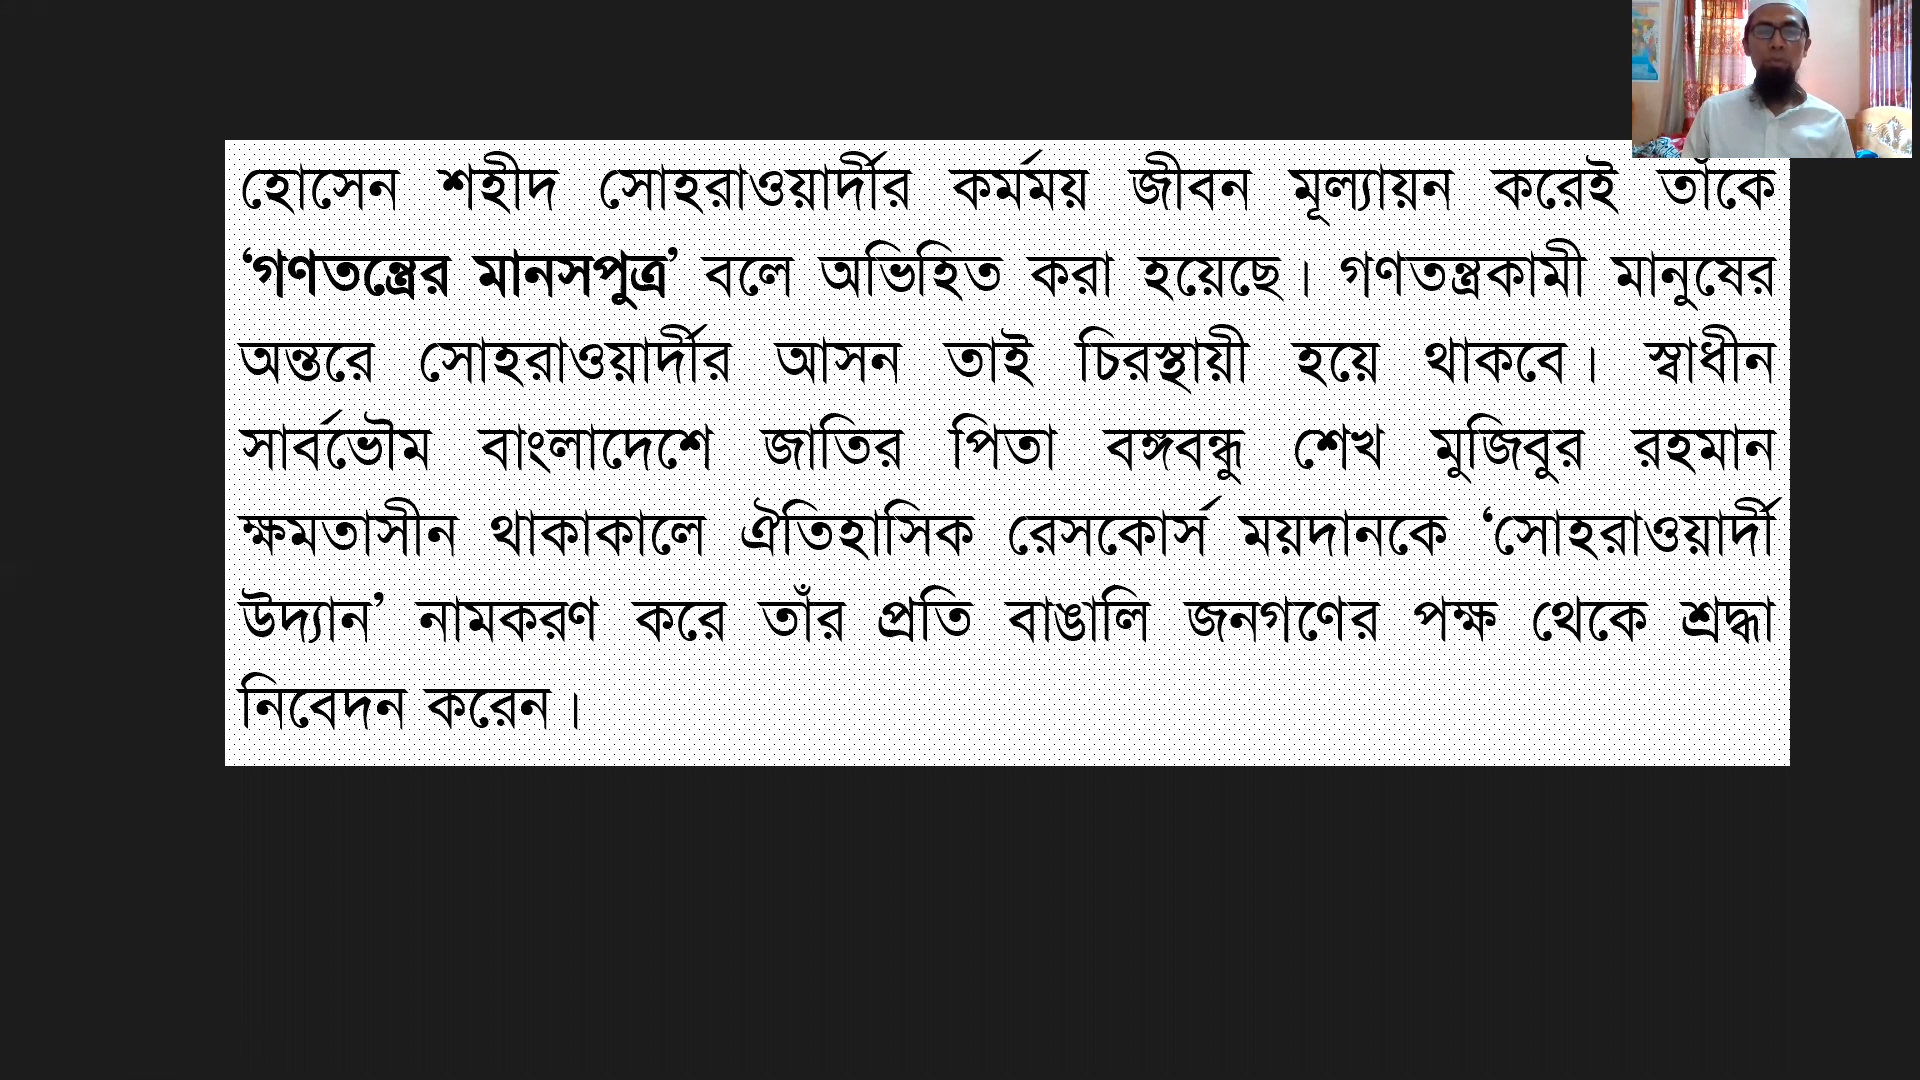 হোসেন শহীদ সোহরাওয়ার্দীর কর্মময় জীবন মূল্যায়ন করেই তাঁকে
‘গণতন্ত্রের মানসপুত্র’ বলে অভিহিত করা হয়েছে। গণতন্ত্রকামী মানুষের
অন্তরে সোহরাওয়ার্দীর আসন তাই চিরস্থায়ী হয়ে থাকবে। স্বাধীন
সার্বভৌম বাংলাদেশে জাতির পিতা বঙ্গবন্ধু শেখ মুজিবুর রহমান
ক্ষমতাসীন থাকাকালে ঐতিহাসিক রেসকোর্স ময়দানকে ‘সোহরাওয়ার্দী
উদ্যান’ নামকরণ করে তাঁর প্রতি বাঙালি জনগণের পক্ষ থেকে শ্রদ্ধা
নিবেদন করেন।